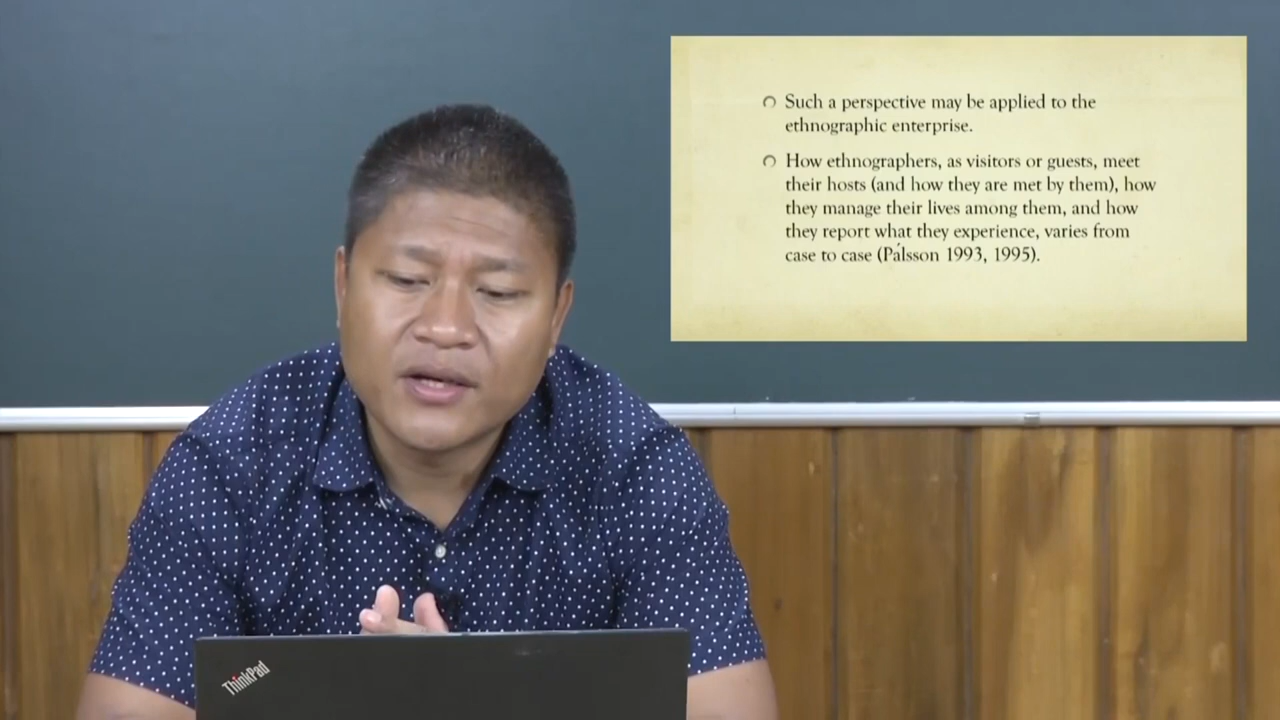 Such a perspective may be applied to the
ethnographic enterprise.
How ethnographers, as visitors or guests, meet
their hosts (and how they are met by them), how
they manage their lives among them, and how
they report what they experience, varies from
case to case (Pálsson 1993, 1995).
ThinkPad